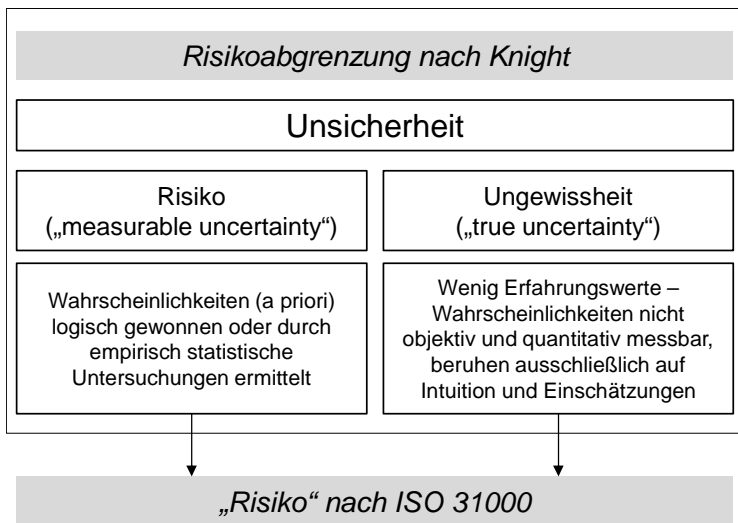 Risikoabgrenzung nach Knight
Unsicherheit
Risiko
(„measurable uncertainty“)
Ungewissheit
(„true uncertainty“)
Wahrscheinlichkeiten (a priori)
logisch gewonnen oder durch
empirisch statistische
Untersuchungen ermittelt
Wenig Erfahrungswerte –
Wahrscheinlichkeiten nicht
objektiv und quantitativ messbar,
beruhen ausschließlich auf
Intuition und Einschätzungen
„Risiko“ nach ISO 31000